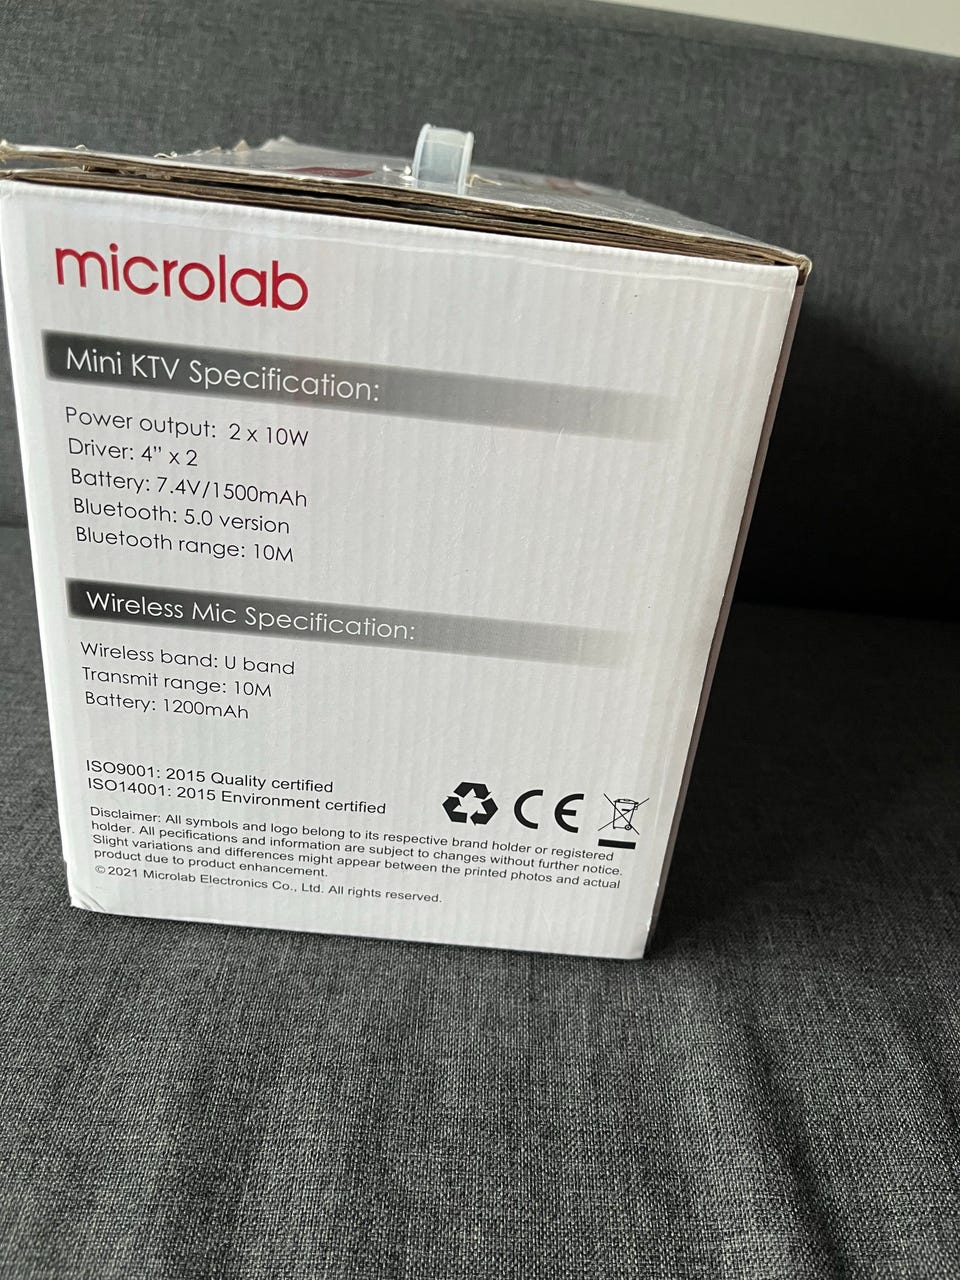 microlab
Mini KTV Specification:
Power output: 2 x 10W
Driver: 4” x 2
Battery: 7.4V/1500mAh
Bluetooth: 5.0 version
Bluetooth range: 10M
Wireless Mic Specification:
Wireless band: U band
Transmit range: 10M
Battery: 1200mAh
ISO9001: 2015 Quality certified
ISO14001: 2015 Environment certified
CE
Disclaimer: All symbols and logo belong to its respective brand holder or registered
holder. All pecifications and information are subject to changes without further notice.
Slight variations and differences might appear between the printed photos and actual
product due to product enhancement.
©2021 Microlab Electronics Co., Ltd. All rights reserved.